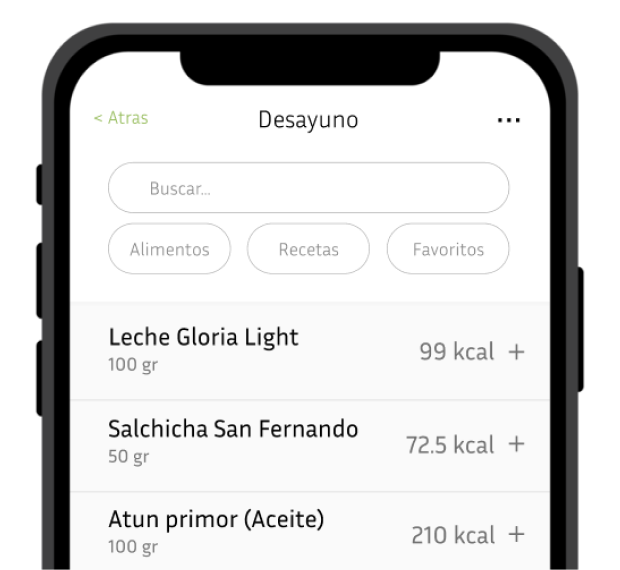 < Atras Desayuno ...
Buscar...
Alimentos Recetas Favoritos
Leche Gloria Light
100 gr
99 kcal +
Salchicha San Fernando
50 gr
72.5 kcal +
Atun primor (Aceite)
100 gr
210 kcal +